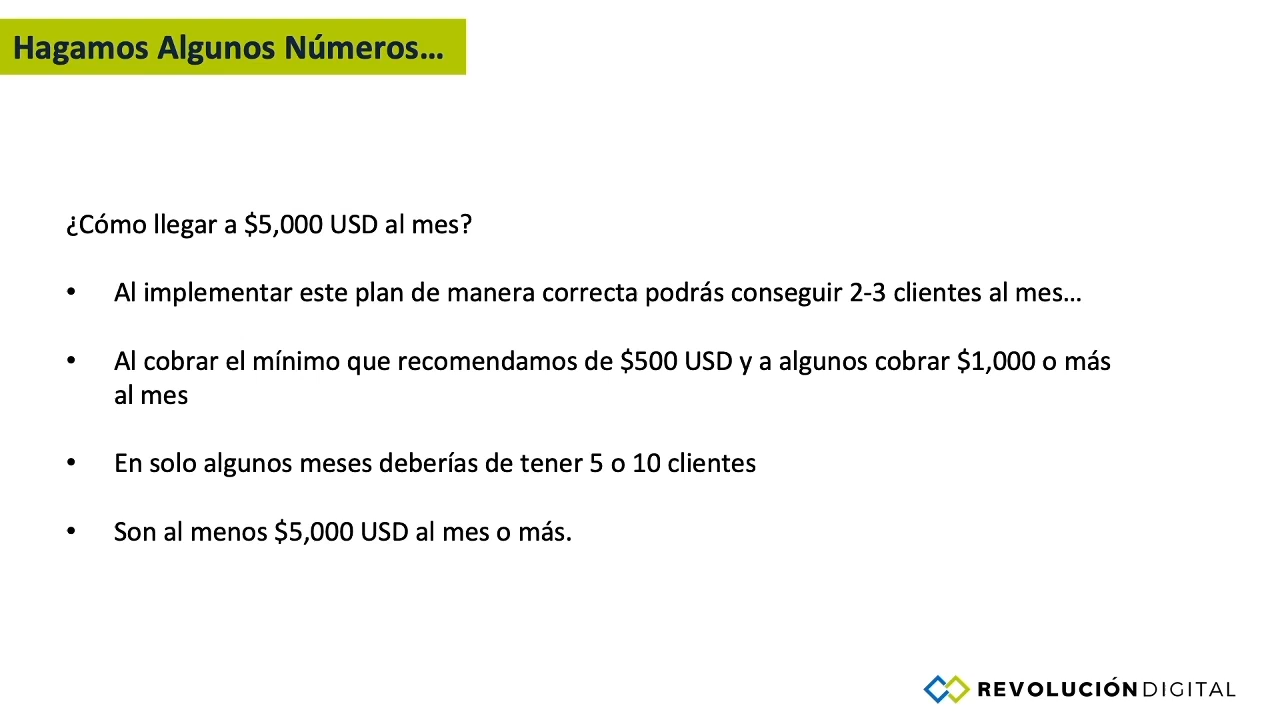 Hagamos Algunos Números…
¿Cómo llegar a $5,000 USD al mes?
• Al implementar este plan de manera correcta podrás conseguir 2-3 clientes al mes…
• Al cobrar el mínimo que recomendamos de $500 USD y a algunos cobrar $1,000 o más
al mes
• En solo algunos meses deberías de tener 5 o 10 clientes
• Son al menos $5,000 USD al mes o más.
REVOLUCIÓN DIGITAL